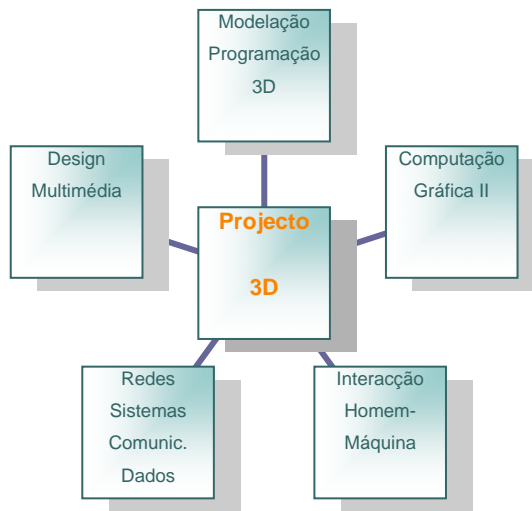 Modelação
Programação
3D
Design
Multimédia
Computação
Gráfica II
Projecto
3D
Redes
Sistemas
Comunic.
Dados
Interacção
Homem-
Máquina